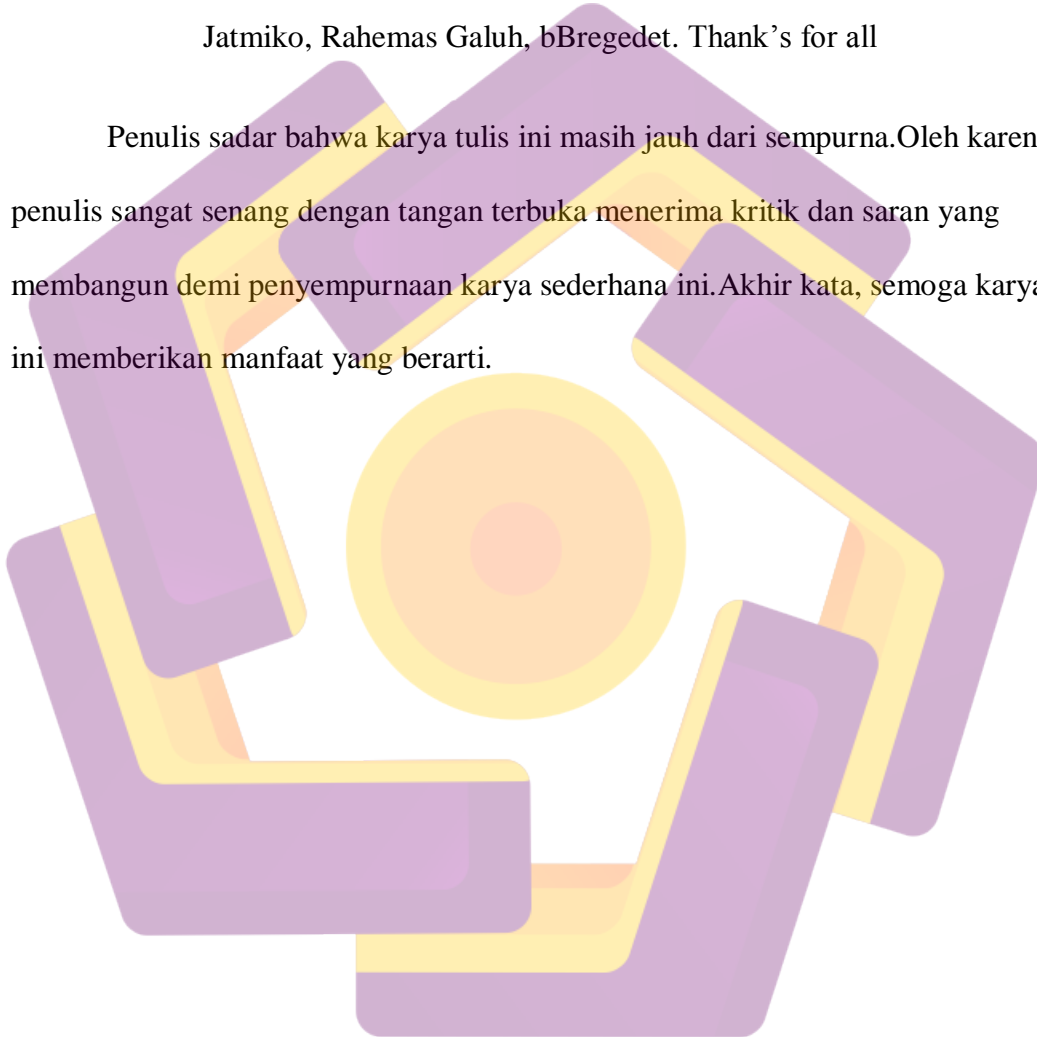 Jatmiko, Rahemas Galuh, bBregedet. Thank’s for all
Penulis sadar bahwa karya tulis ini masih jauh dari sempurna.Oleh karen
penulis sangat senang dengan tangan terbuka menerima kritik dan saran yang
membangun demi penyempurnaan karya sederhana ini.Akhir kata, semoga karya
ini memberikan manfaat yang berarti.